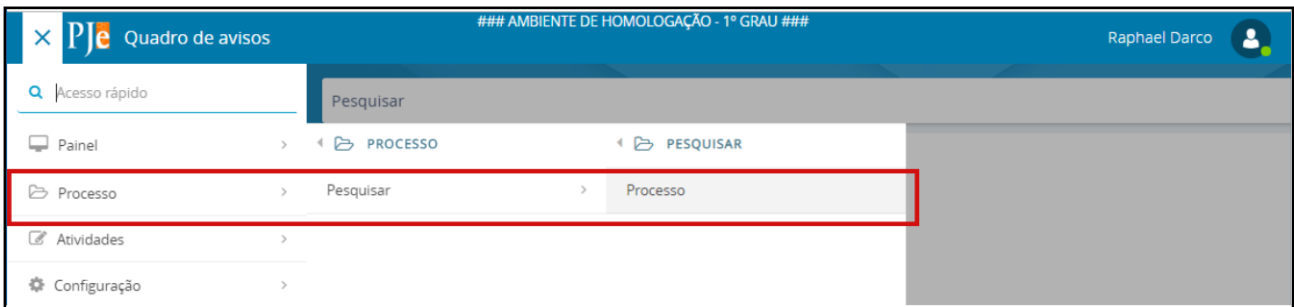 ### AMBIENTE DE HOMOLOGAÇÃO - 1º GRAU ###
PJe Quadro de avisos
Raphael Darco
Acesso rápido
Pesquisar
Painel
PROCESSO
PESQUISAR
Processo
Pesquisar
Processo
Atividades
Configuração